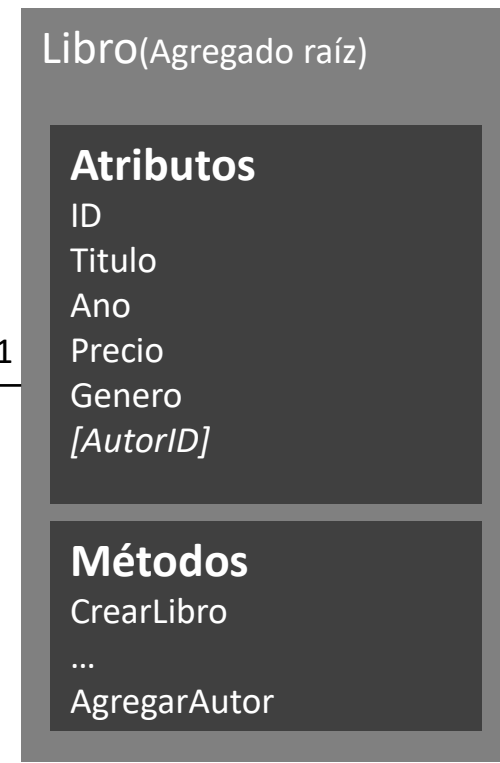 Libro(Agregado raíz)
Atributos
ID
Titulo
Ano
1
Precio
Genero
[AutorID]
Métodos
CrearLibro
...
AgregarAutor